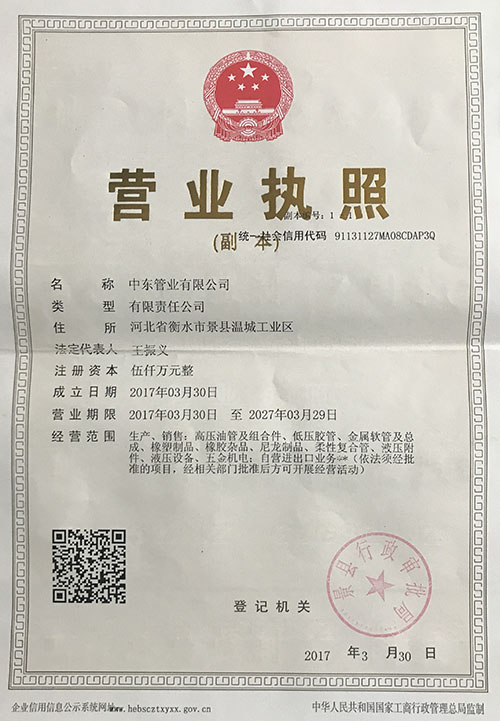 营业执照
副本编号：1
(副 本)
统一社会信用代码 91131127MA08CDAP3Q
名 称 中东管业有限公司
类 型 有限责任公司
住 所 河北省衡水市景县温城工业区
法定代表人 王振义
注册资本 伍仟万元整
成立日期 2017年03月30日
营业期限 2017年03月30日 至 2027年03月29日
经营范围 生产、销售：高压油管及组合件、低压胶管、金属软管及总
成、橡塑制品、橡胶杂品、尼龙制品、柔性复合管、液压附
件、液压设备、五金机电；自营进出口业务**（依法须经批
准的项目，经相关部门批准后方可开展经营活动）
景县行政审批局
登记机关
2017 年3 月30日
企业信用信息公示系统网址www.hebscztxyxx.gov.cn
中华人民共和国国家工商行政管理总局监制